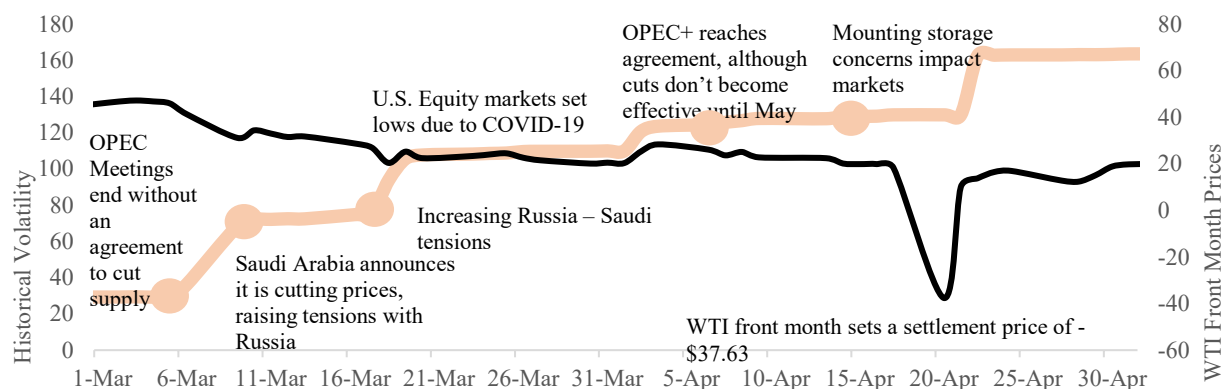 180
160
140
120
100
80
60
40
20
0
Historical Volatility
OPEC
Meetings
end without
an
agreement
to cut
supply
Saudi Arabia announces
it is cutting prices,
raising tensions with
Russia
U.S. Equity markets set
lows due to COVID-19
Increasing Russia – Saudi
tensions
OPEC+ reaches
agreement, although
cuts don’t become
effective until May
Mounting storage
concerns impact
markets
WTI front month sets a settlement price of -
$37.63
80
60
40
20
0
-20
-40
-60
WTI Front Month Prices
1-Mar 6-Mar 11-Mar 16-Mar 21-Mar 26-Mar 31-Mar 5-Apr 10-Apr 15-Apr 20-Apr 25-Apr 30-Apr